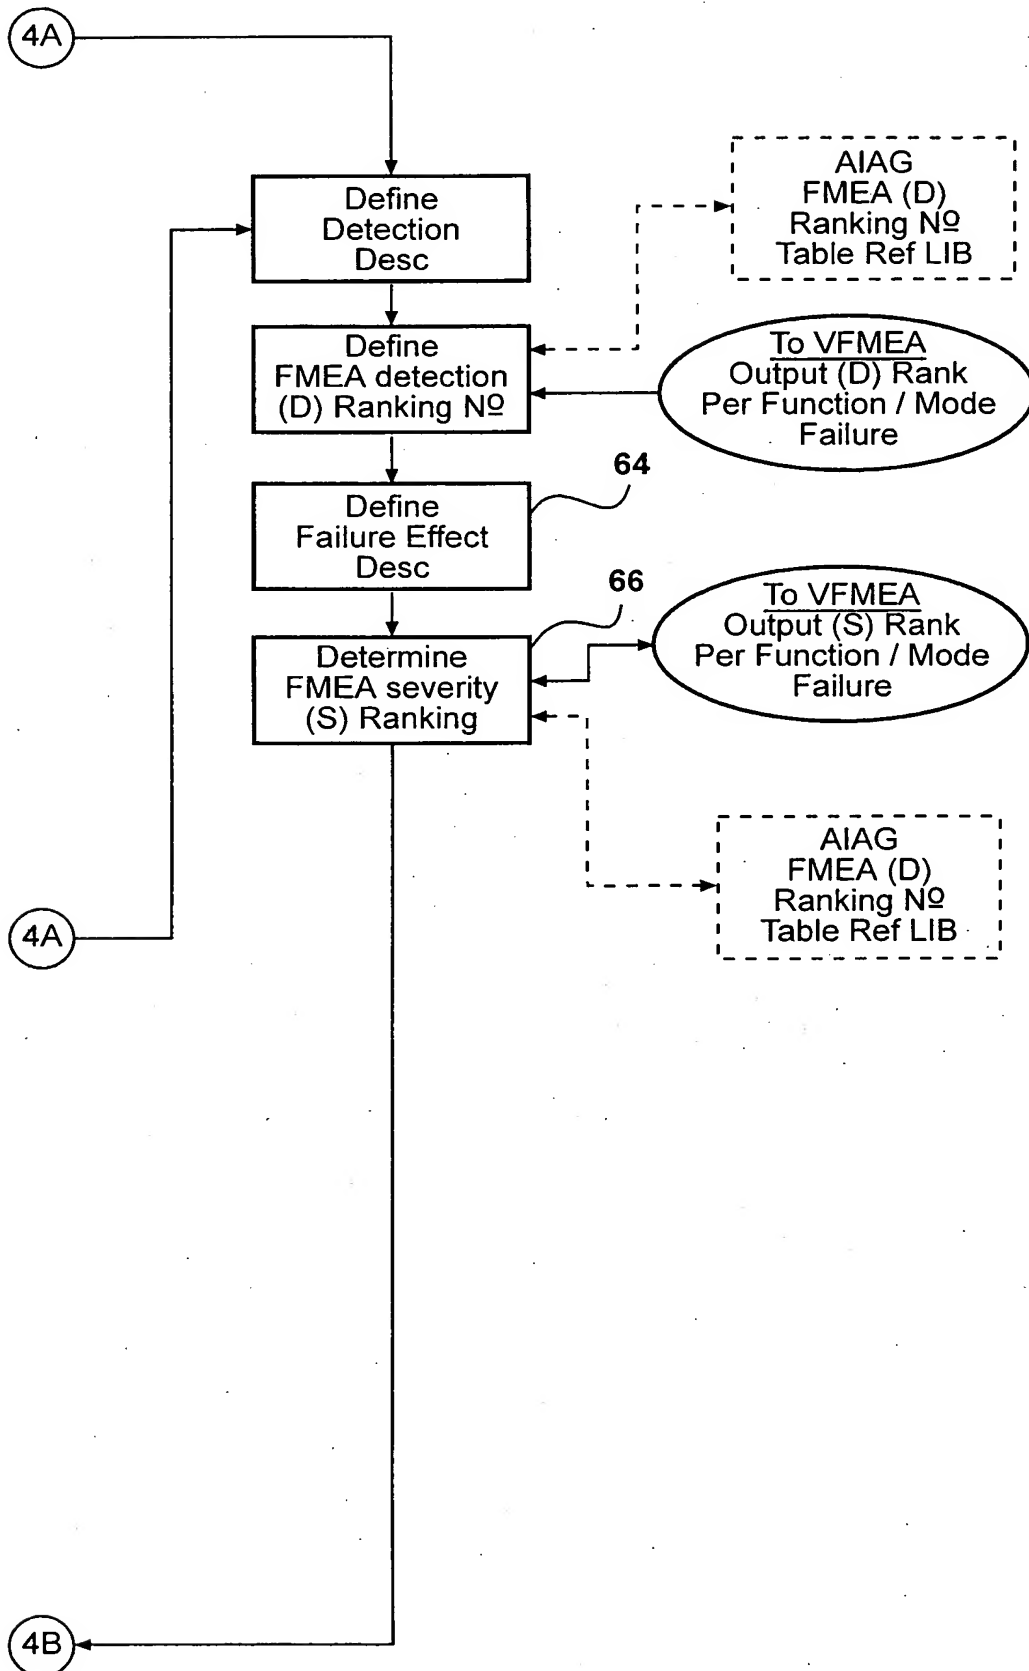 4A
Define
Detection
Desc
AIAG
FMEA (D)
Ranking Nº
Table Ref LIB
Define
FMEA detection
(D) Ranking Nº
To VFMEA
Output (D) Rank
Per Function / Mode
Failure
64
Define
Failure Effect
Desc
66
Determine
FMEA severity
(S) Ranking
To VFMEA
Output (S) Rank
Per Function / Mode
Failure
AIAG
FMEA (D)
Ranking Nº
Table Ref LIB
4A
4B